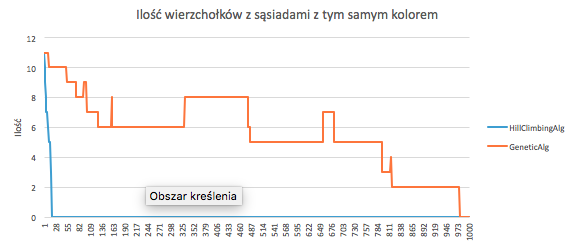 Ilość wierzchołków z sąsiadami z tym samym kolorem
12
10
8
6
4
2
0
Ilość
HillClimbingAlg
GeneticAlg
Obszar kreślenia
1 28 55 82 109 136 163 190 217 244 271 298 325 352 379 406 433 460 487 514 541 568 595 622 649 676 703 730 757 784 811 838 865 892 919 946 973 1000